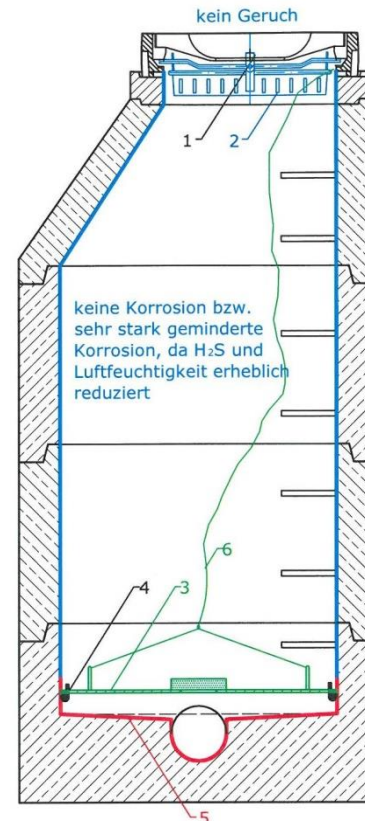 kein Geruch
1
2
keine Korrosion bzw.
sehr stark geminderte
Korrosion, da H₂S und
Luftfeuchtigkeit erheblich
reduziert
6
4
3
5